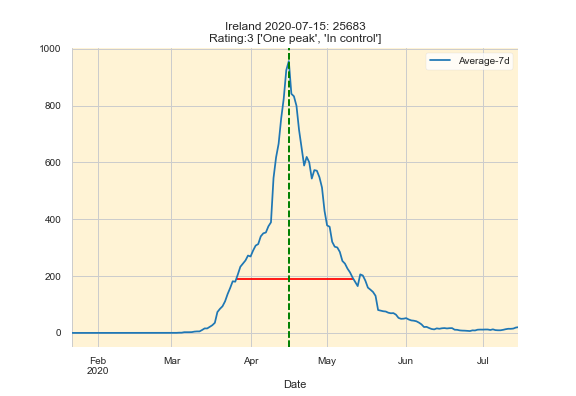 Ireland 2020-07-15: 25683
Rating:3 ['One peak', 'In control']
Average-7d
1000
800
600
400
200
0
Feb
2020
Mar
Apr
May
Jun
Jul
Date